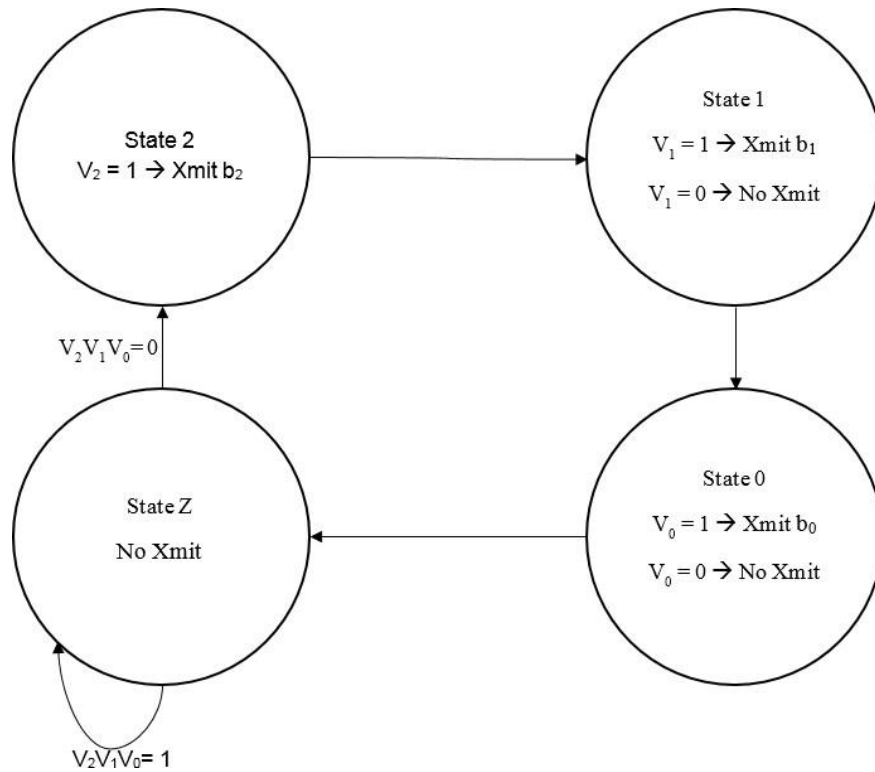 State 2
V₂ = 1 → Xmit b₂
State 1
V₁ = 1 → Xmit b₁
V₁ = 0 → No Xmit
V₂V₁V₀= 0
State Z
No Xmit
State 0
V₀ = 1 → Xmit b₀
V₀ = 0 → No Xmit
V₂V₁V₀= 1